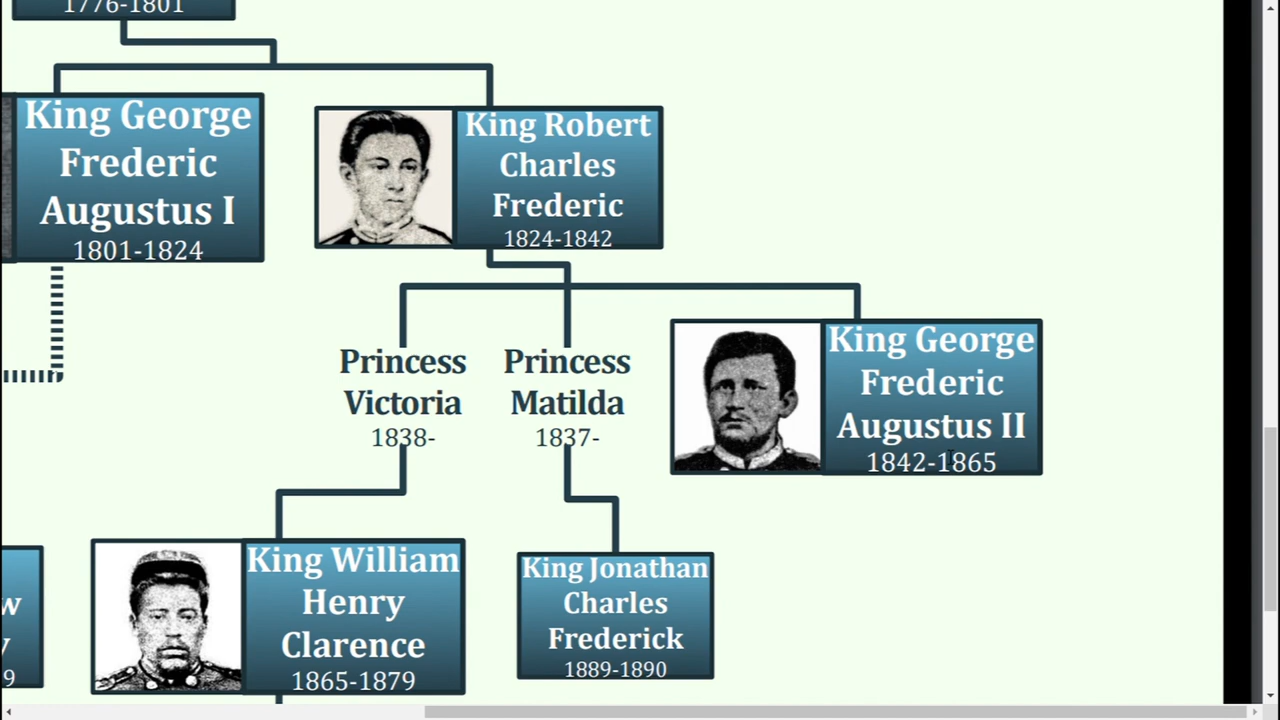 1776-1801
King George
Frederic
Augustus I
1801-1824
King Robert
Charles
Frederic
1824-1842
Princess
Victoria
1838-
Princess
Matilda
1837-
King George
Frederic
Augustus II
1842-1865
w
y
9
King William
Henry
Clarence
1865-1879
King Jonathan
Charles
Frederick
1889-1890